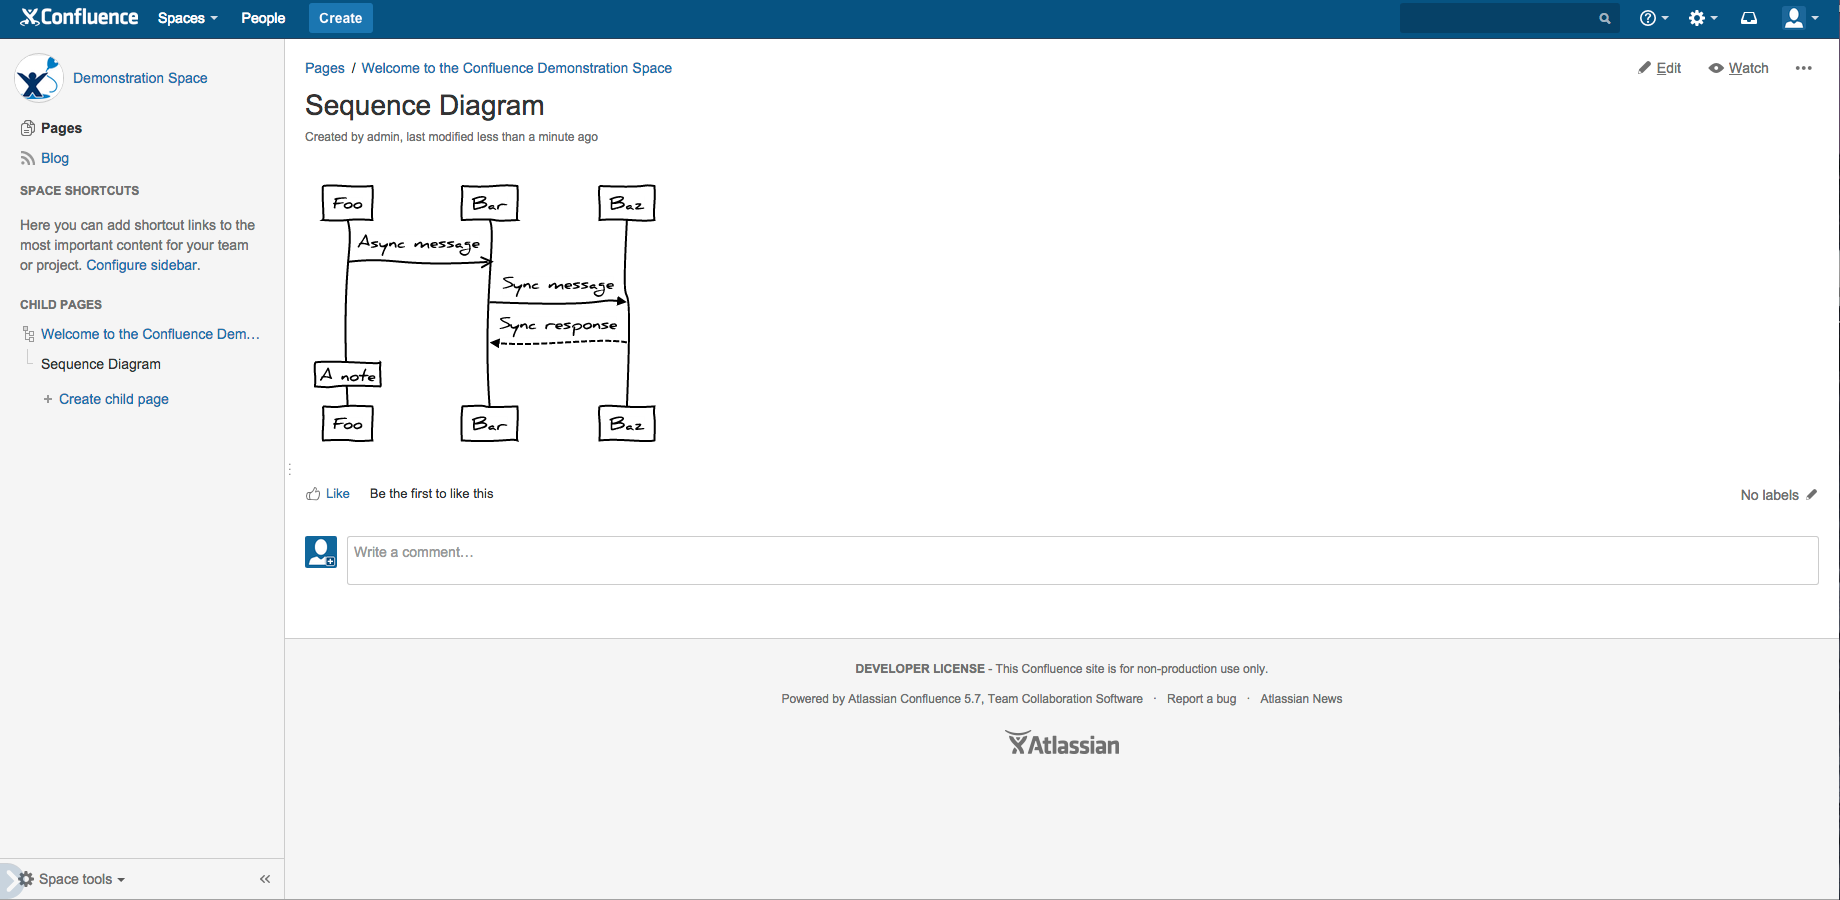 Confluence Spaces People Create
Demonstration Space
Pages
Blog
SPACE SHORTCUTS
Here you can add shortcut links to the
most important content for your team
or project. Configure sidebar.
CHILD PAGES
Welcome to the Confluence Dem…
Sequence Diagram
+ Create child page
Space tools
Pages / Welcome to the Confluence Demonstration Space
Edit Watch
Sequence Diagram
Created by admin, last modified less than a minute ago
Foo Bar Baz
Async message
Sync message
Sync response
A note
Foo Bar Baz
Like Be the first to like this
No labels
Write a comment…
DEVELOPER LICENSE - This Confluence site is for non-production use only.
Powered by Atlassian Confluence 5.7, Team Collaboration Software · Report a bug · Atlassian News
Atlassian